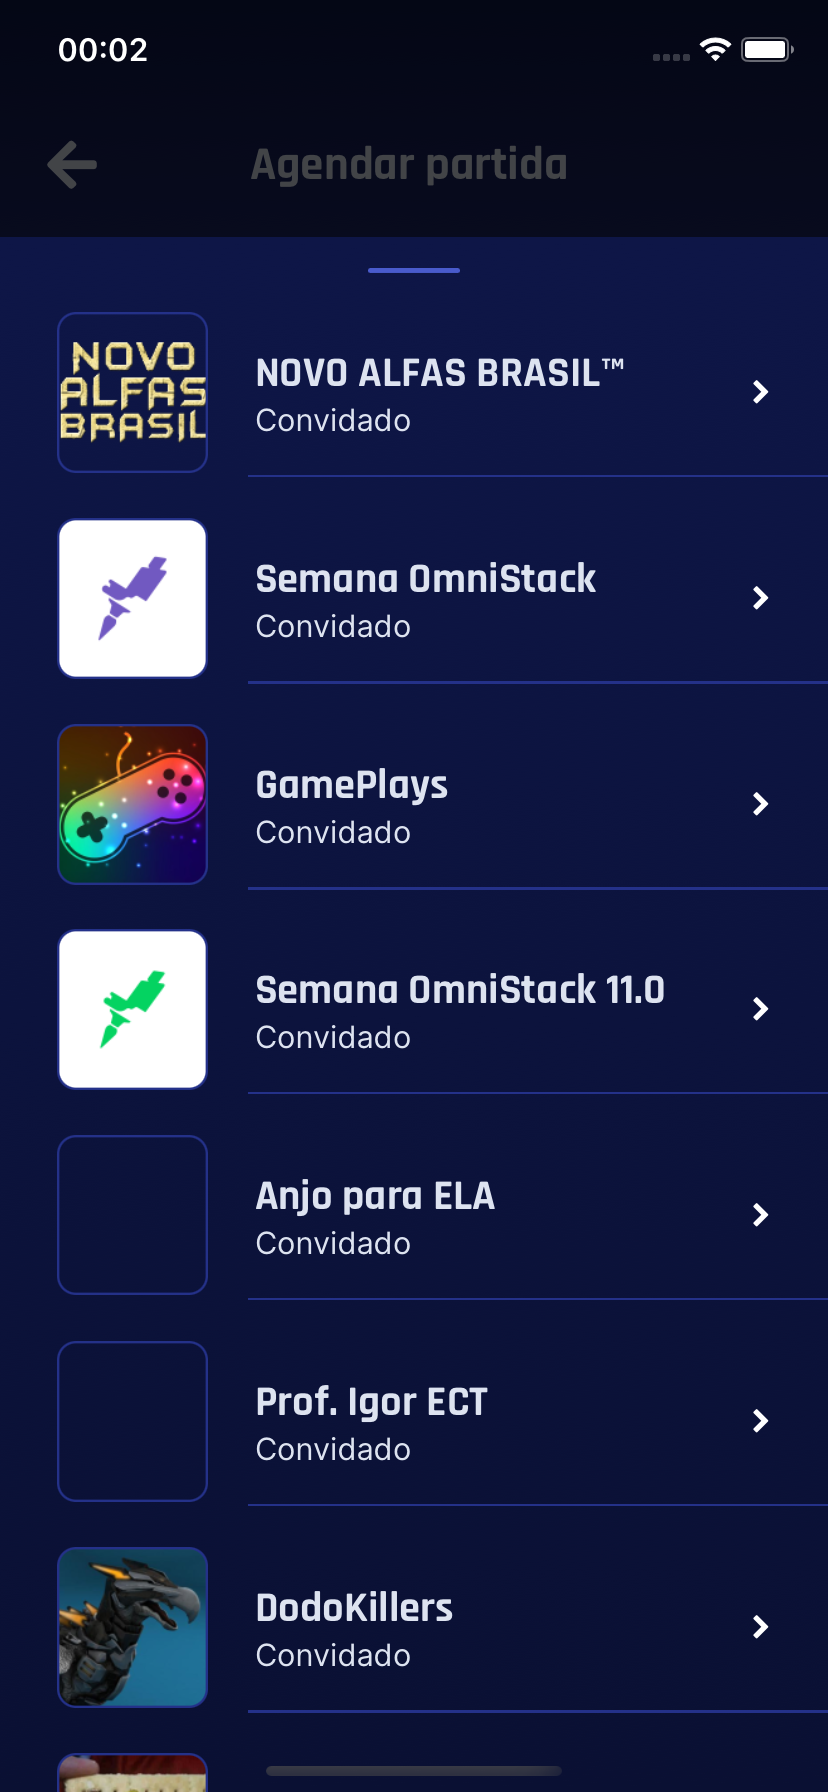 00:02
Agendar partida
NOVO
ALFAS
BRASIL
NOVO ALFAS BRASIL™
Convidado
Semana OmniStack
Convidado
GamePlays
Convidado
Semana OmniStack 11.0
Convidado
Anjo para ELA
Convidado
Prof. Igor ECT
Convidado
DodoKillers
Convidado